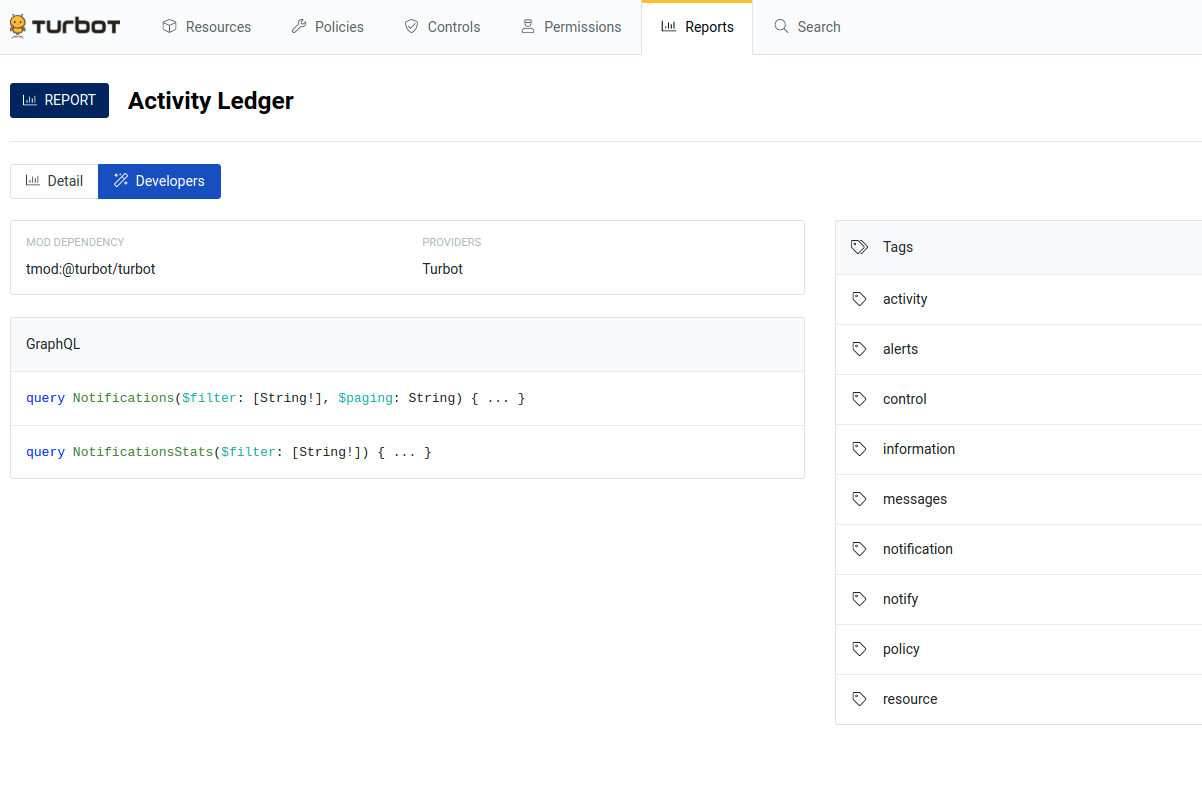 TURBOT
Resources
Policies
Controls
Permissions
Reports
Search
REPORT
Activity Ledger
Detail
Developers
MOD DEPENDENCY
PROVIDERS
tmod:@turbot/turbot
Turbot
GraphQL
query Notifications($filter: [String!], $paging: String) { ... }
query NotificationsStats($filter: [String!]) { ... }
Tags
activity
alerts
control
information
messages
notification
notify
policy
resource